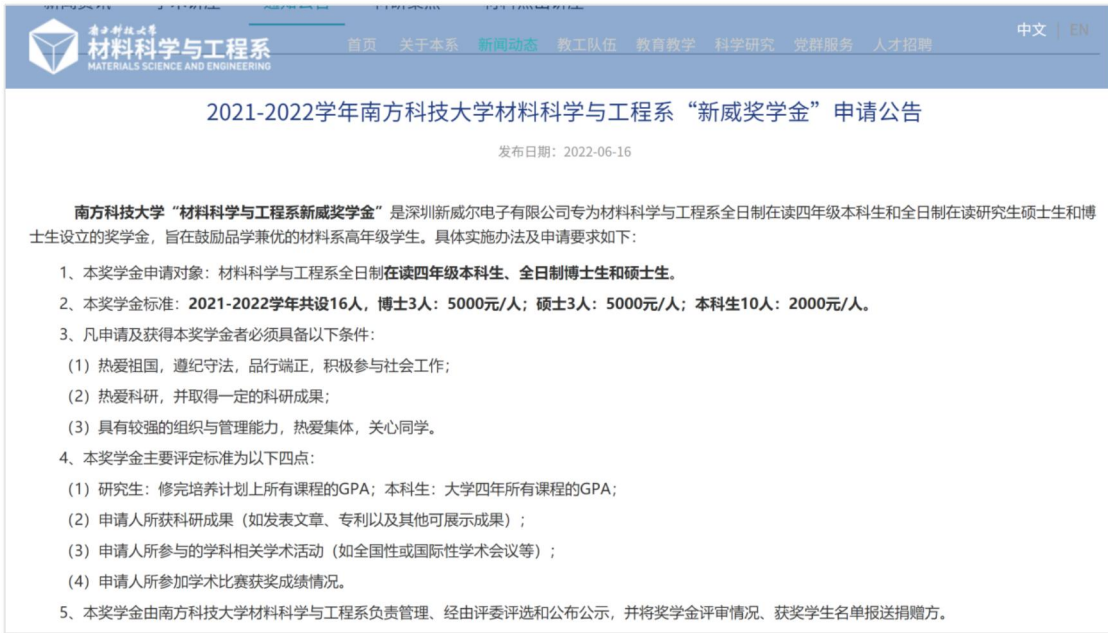 南方科技大学
材料科学与工程系
MATERIALS SCIENCE AND ENGINEERING
首页 关于本系 新闻动态 教工队伍 教育教学 科学研究 党群服务 人才招聘
中文 | EN
2021-2022学年南方科技大学材料科学与工程系“新威奖学金”申请公告
发布日期：2022-06-16
南方科技大学“材料科学与工程系新威奖学金”是深圳新威尔电子有限公司专为材料科学与工程系全日制在读四年级本科生和全日制在读研究生硕士生和博
士生设立的奖学金，旨在鼓励品学兼优的材料系高年级学生。具体实施办法及申请要求如下：
1、本奖学金申请对象：材料科学与工程系全日制在读四年级本科生、全日制博士生和硕士生。
2、本奖学金标准：2021-2022学年共设16人，博士3人：5000元/人；硕士3人：5000元/人；本科生10人：2000元/人。
3、凡申请及获得本奖学金者必须具备以下条件：
（1）热爱祖国，遵纪守法，品行端正，积极参与社会工作；
（2）热爱科研，并取得一定的科研成果；
（3）具有较强的组织与管理能力，热爱集体，关心同学。
4、本奖学金主要评定标准为以下四点：
（1）研究生：修完培养计划上所有课程的GPA；本科生：大学四年所有课程的GPA；
（2）申请人所获科研成果（如发表文章、专利以及其他可展示成果）；
（3）申请人所参与的学科相关学术活动（如全国性或国际性学术会议等）；
（4）申请人所参加学术比赛获奖成绩情况。
5、本奖学金由南方科技大学材料科学与工程系负责管理、经由评委评选和公布公示，并将奖学金评审情况、获奖学生名单报送捐赠方。